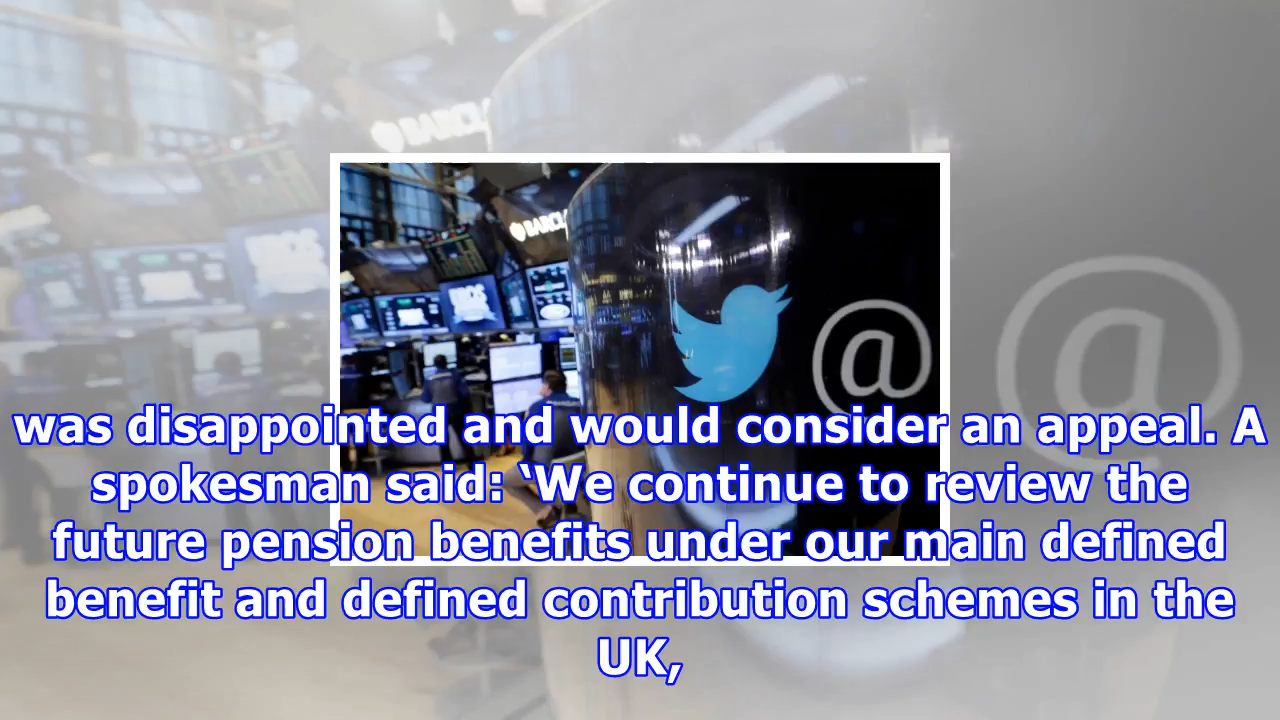 BARCL
@
was disappointed and would consider an appeal. A
spokesman said: ‘We continue to review the
future pension benefits under our main defined
benefit and defined contribution schemes in the
UK,